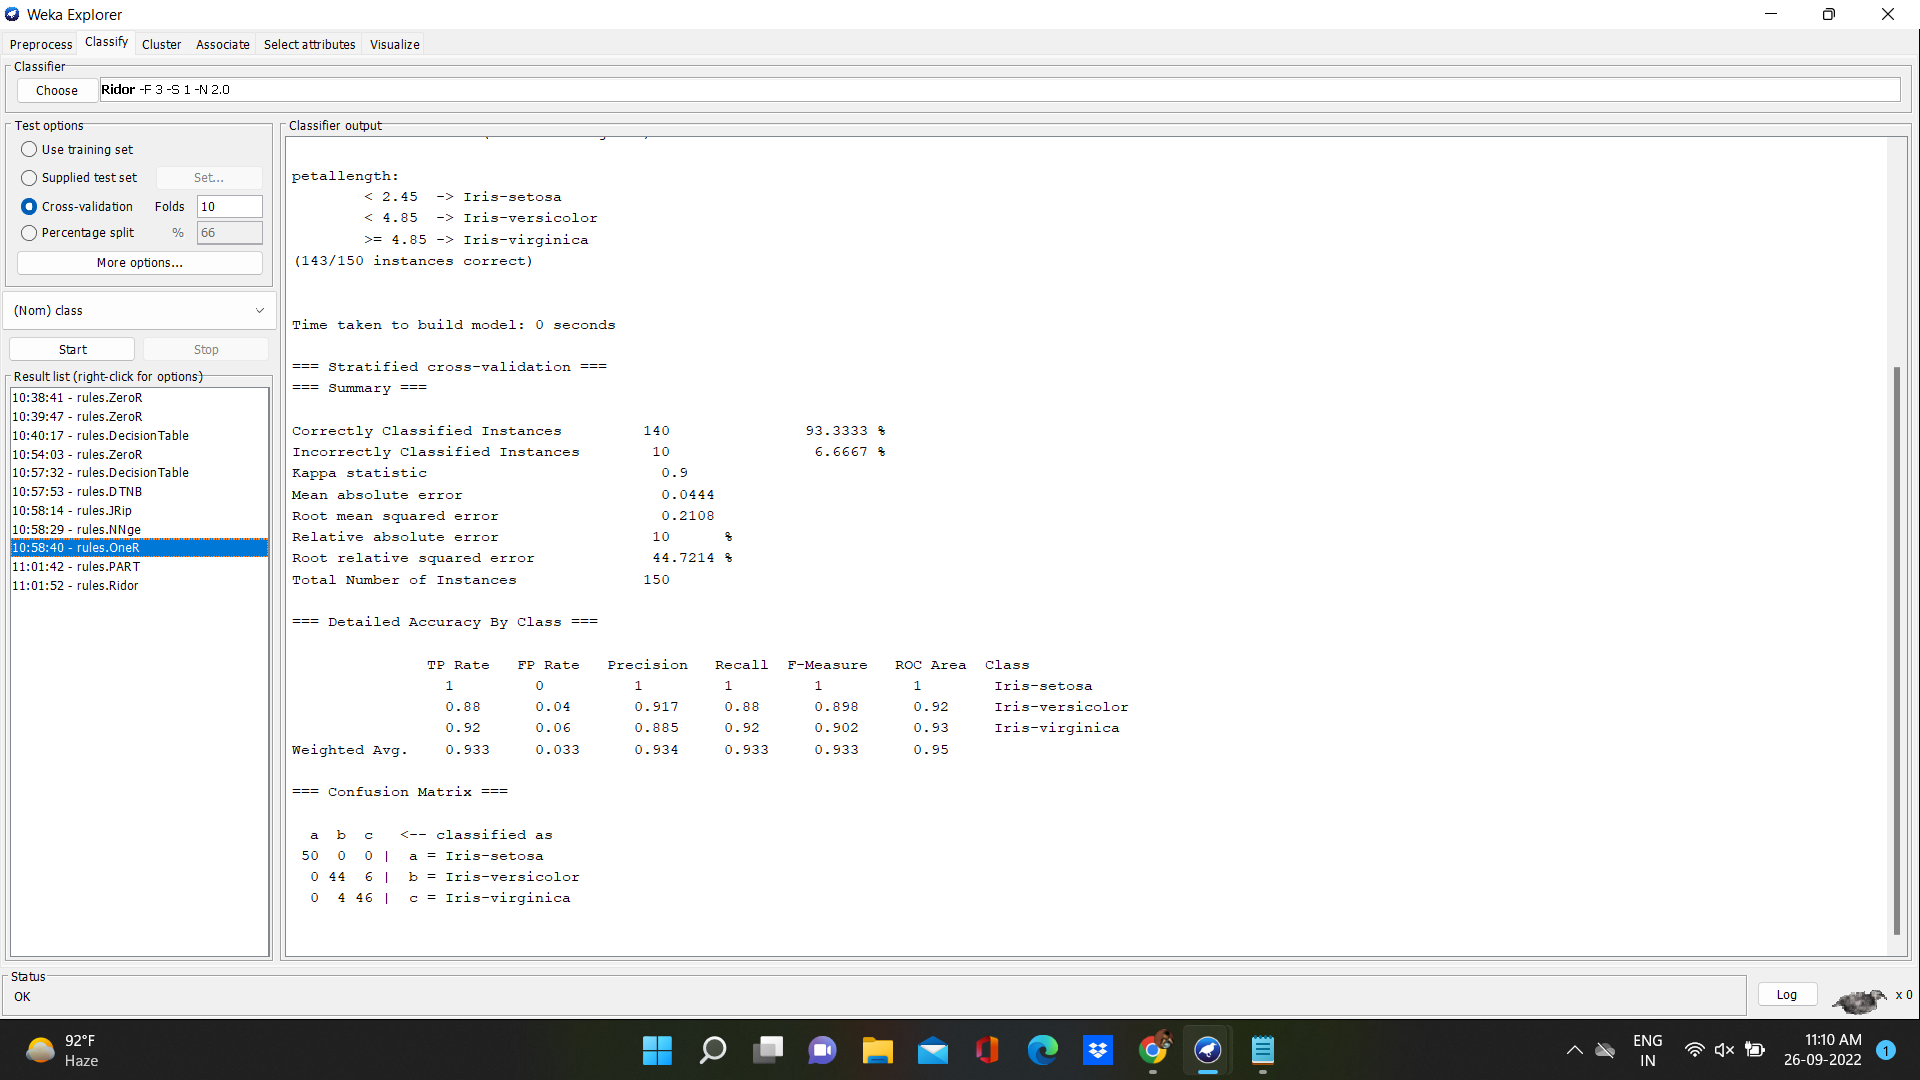 Weka Explorer
Preprocess Classify Cluster Associate Select attributes Visualize
Classifier
Choose Ridor -F 3 -S 1 -N 2.0
Test options
Use training set
Supplied test set Set...
Cross-validation Folds 10
Percentage split % 66
More options...
(Nom) class
Start Stop
Result list (right-click for options)
10:38:41 - rules.ZeroR
10:39:47 - rules.ZeroR
10:40:17 - rules.DecisionTable
10:54:03 - rules.ZeroR
10:57:32 - rules.DecisionTable
10:57:53 - rules.DTNB
10:58:14 - rules.JRip
10:58:29 - rules.NNge
10:58:40 - rules.OneR
11:01:42 - rules.PART
11:01:52 - rules.Ridor
Classifier output
petallength:
< 2.45 -> Iris-setosa
< 4.85 -> Iris-versicolor
>= 4.85 -> Iris-virginica
(143/150 instances correct)
Time taken to build model: 0 seconds
=== Stratified cross-validation ===
=== Summary ===
Correctly Classified Instances 140 93.3333 %
Incorrectly Classified Instances 10 6.6667 %
Kappa statistic 0.9
Mean absolute error 0.0444
Root mean squared error 0.2108
Relative absolute error 10 %
Root relative squared error 44.7214 %
Total Number of Instances 150
=== Detailed Accuracy By Class ===
TP Rate FP Rate Precision Recall F-Measure ROC Area Class
1 0 1 1 1 1 Iris-setosa
0.88 0.04 0.917 0.88 0.898 0.92 Iris-versicolor
0.92 0.06 0.885 0.92 0.902 0.93 Iris-virginica
Weighted Avg. 0.933 0.033 0.934 0.933 0.933 0.95
=== Confusion Matrix ===
a b c <-- classified as
50 0 0 | a = Iris-setosa
0 44 6 | b = Iris-versicolor
0 4 46 | c = Iris-virginica
Status
OK
Log x 0
92°F
Haze
ENG
IN
11:10 AM
26-09-2022
1